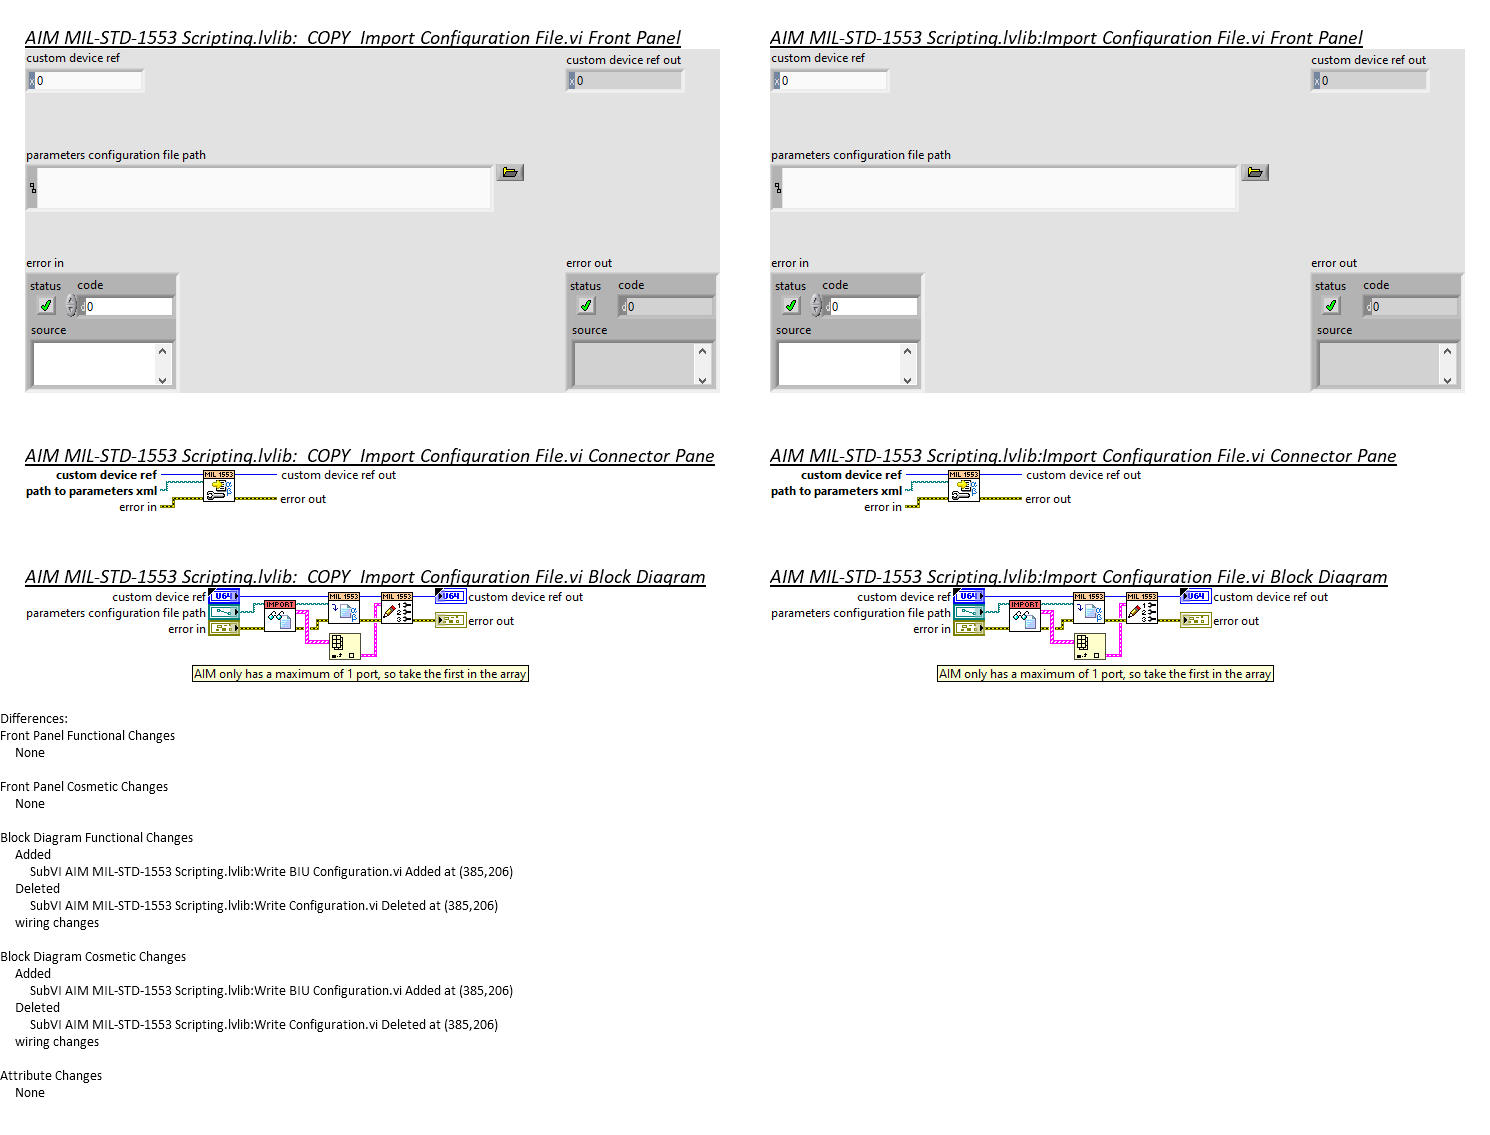 AIM MIL-STD-1553 Scripting.lvlib:_COPY_Import Configuration File.vi Front Panel
custom device ref
custom device ref out
x 0
x 0
parameters configuration file path
error in
error out
status code
status code
d 0
d 0
source
source
AIM MIL-STD-1553 Scripting.lvlib:Import Configuration File.vi Front Panel
custom device ref
custom device ref out
x 0
x 0
parameters configuration file path
error in
error out
status code
status code
d 0
d 0
source
source
AIM MIL-STD-1553 Scripting.lvlib:_COPY_Import Configuration File.vi Connector Pane
custom device ref
MIL 1553
custom device ref out
path to parameters xml
error in
error out
AIM MIL-STD-1553 Scripting.lvlib:Import Configuration File.vi Connector Pane
custom device ref
MIL 1553
custom device ref out
path to parameters xml
error in
error out
AIM MIL-STD-1553 Scripting.lvlib:_COPY_Import Configuration File.vi Block Diagram
custom device ref
U64
MIL 1553
MIL 1553
U64
custom device ref out
parameters configuration file path
IMPORT
error in
error out
AIM only has a maximum of 1 port, so take the first in the array
AIM MIL-STD-1553 Scripting.lvlib:Import Configuration File.vi Block Diagram
custom device ref
U64
MIL 1553
MIL 1553
U64
custom device ref out
parameters configuration file path
IMPORT
error in
error out
AIM only has a maximum of 1 port, so take the first in the array
Differences:
Front Panel Functional Changes
None
Front Panel Cosmetic Changes
None
Block Diagram Functional Changes
Added
SubVI AIM MIL-STD-1553 Scripting.lvlib:Write BIU Configuration.vi Added at (385,206)
Deleted
SubVI AIM MIL-STD-1553 Scripting.lvlib:Write Configuration.vi Deleted at (385,206)
wiring changes
Block Diagram Cosmetic Changes
Added
SubVI AIM MIL-STD-1553 Scripting.lvlib:Write BIU Configuration.vi Added at (385,206)
Deleted
SubVI AIM MIL-STD-1553 Scripting.lvlib:Write Configuration.vi Deleted at (385,206)
wiring changes
Attribute Changes
None